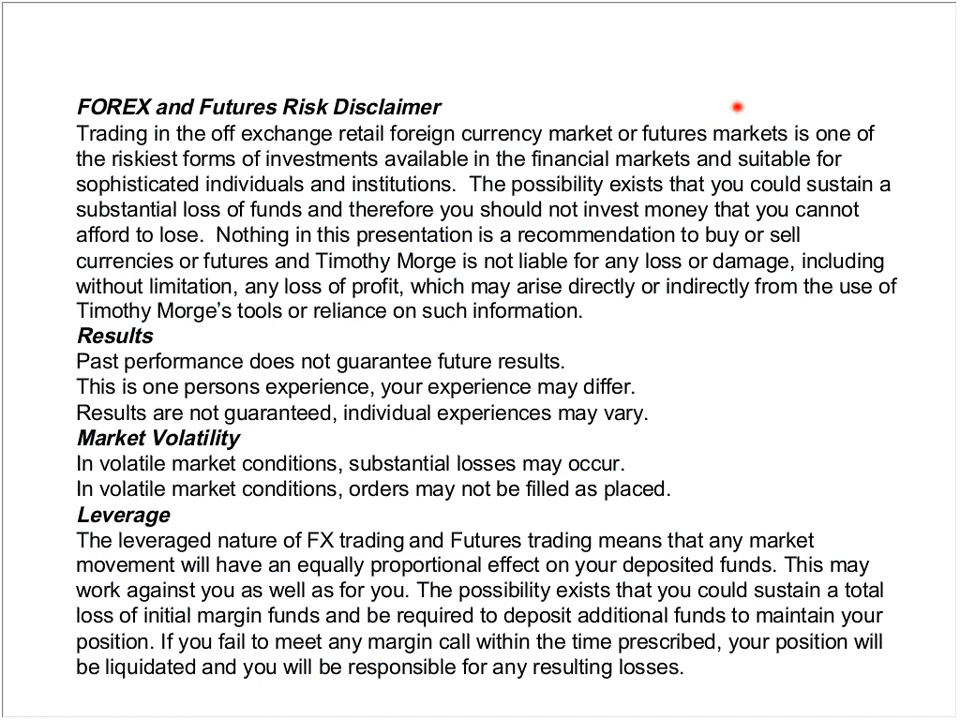 FOREX and Futures Risk Disclaimer
Trading in the off exchange retail foreign currency market or futures markets is one of
the riskiest forms of investments available in the financial markets and suitable for
sophisticated individuals and institutions.  The possibility exists that you could sustain a
substantial loss of funds and therefore you should not invest money that you cannot
afford to lose.  Nothing in this presentation is a recommendation to buy or sell
currencies or futures and Timothy Morge is not liable for any loss or damage, including
without limitation, any loss of profit, which may arise directly or indirectly from the use of
Timothy Morge’s tools or reliance on such information.
Results
Past performance does not guarantee future results.
This is one persons experience, your experience may differ.
Results are not guaranteed, individual experiences may vary.
Market Volatility
In volatile market conditions, substantial losses may occur.
In volatile market conditions, orders may not be filled as placed.
Leverage
The leveraged nature of FX trading and Futures trading means that any market
movement will have an equally proportional effect on your deposited funds. This may
work against you as well as for you. The possibility exists that you could sustain a total
loss of initial margin funds and be required to deposit additional funds to maintain your
position. If you fail to meet any margin call within the time prescribed, your position will
be liquidated and you will be responsible for any resulting losses.